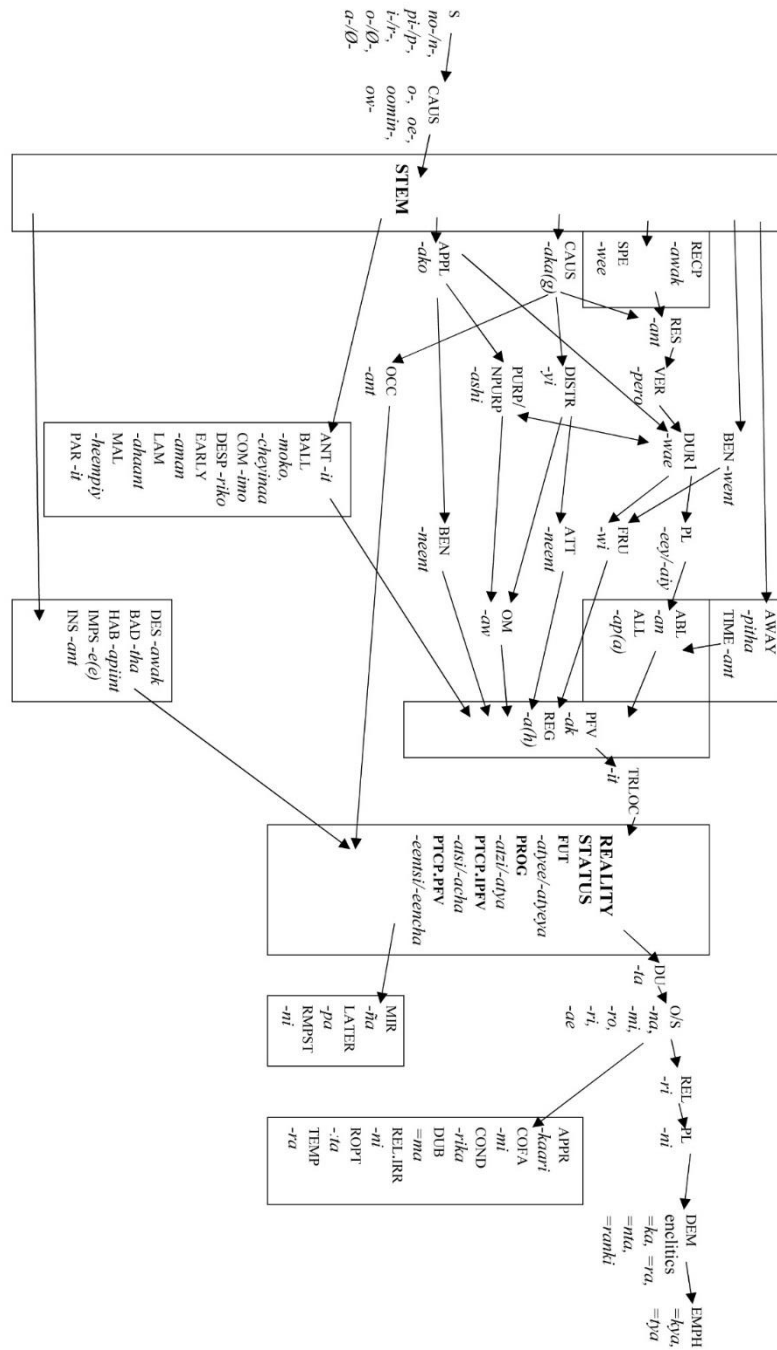 S
no-/n-,
pi-/p-,
i-/r-,
o-/Ø-,
a-/Ø-
CAUS
o-, oe-,
oomin-,
ow-
STEM
RECP
-awak
SPE
-wee
CAUS
-aka(g)
APPL
-ako
RES
-ant
VER
-pero
DISTR
-yi
PURP/
NPURP
-ashi
OCC
-ant
ANT -it
BALL
-moko,
-cheyinaa
COM -imo
DESP -riko
EARLY
-aman
LAM
-ahaant
MAL
-heempiy
PAR -it
BEN -went
DUR1
-wae
PL
-eey/-aiy
FRU
-wi
ATT
-neent
OM
-aw
BEN
-neent
AWAY
-pitha
TIME -ant
ABL
-an
ALL
-ap(a)
DES -awak
BAD -tha
HAB -apiint
IMPS -e(e)
INS -ant
PFV
-ak
REG
-a(h)
TRLOC
-it
REALITY
STATUS
FUT
-atyee/-atyeya
PROG
-atzi/-atya
PTCP.IPFV
-atsi/-acha
PTCP.PFV
-eentsi/-eencha
DU
-ta
MIR
-ña
LATER
-pa
RMPST
-ni
O/S
-na,
-mi,
-ro,
-ri,
-ae
REL
-ri
PL
-ni
APPR
-kaari
COFA
-mi
COND
-rika
DUB
=ma
REL.IRR
-ni
ROPT
-:'ta
TEMP
-ra
DEM
enclitics
=ka, =ra,
=nta,
=ranki
EMPH
=kya,
=tya